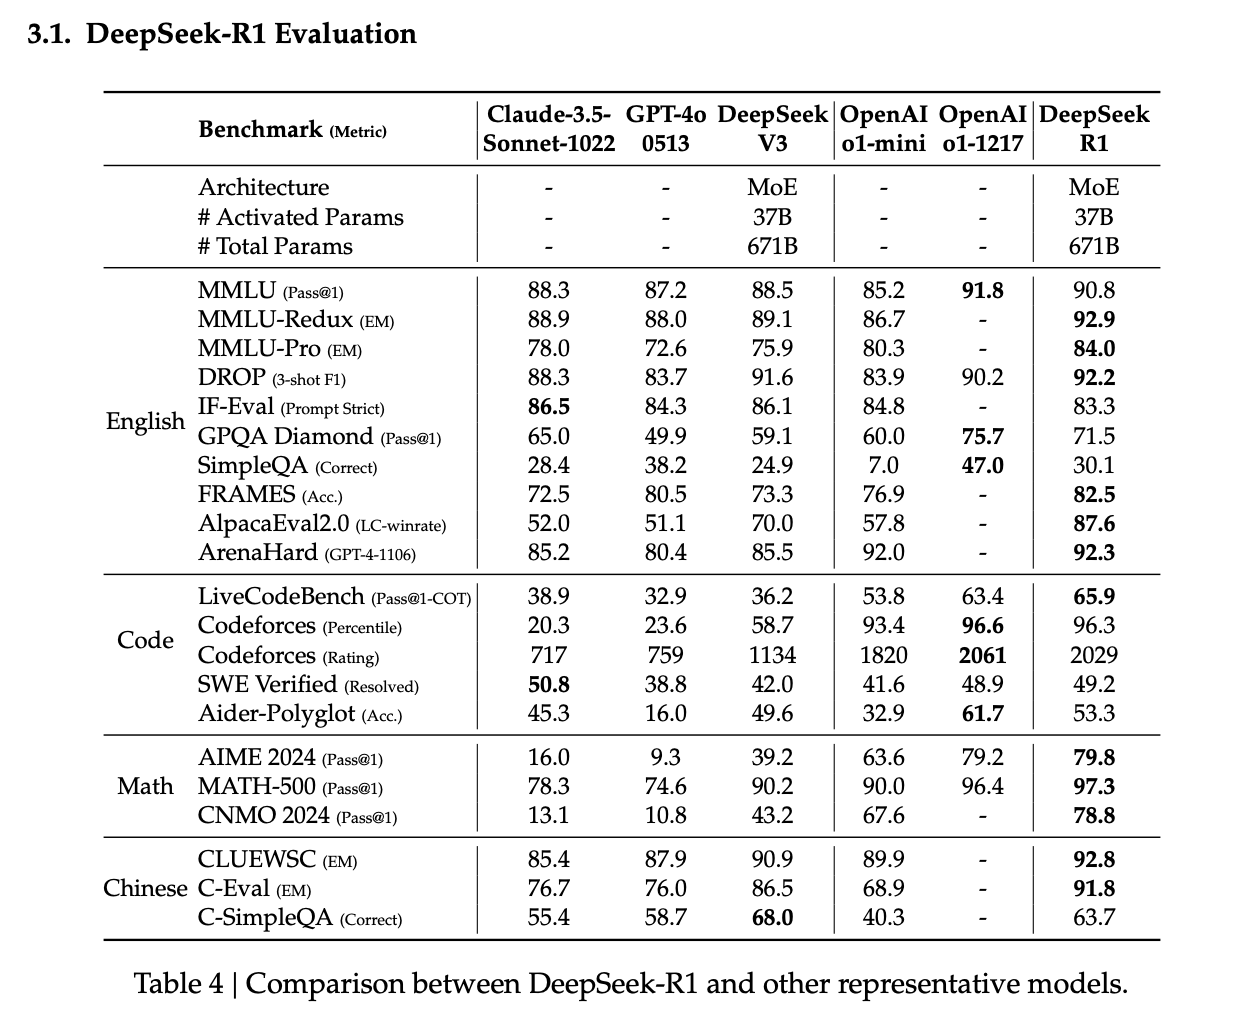 3.1. DeepSeek-R1 Evaluation
Benchmark (Metric) Claude-3.5- GPT-4o DeepSeek OpenAI OpenAI DeepSeek
Sonnet-1022 0513 V3 o1-mini o1-1217 R1
Architecture - - MoE - - MoE
# Activated Params - - 37B - - 37B
# Total Params - - 671B - - 671B
English
MMLU (Pass@1) 88.3 87.2 88.5 85.2 91.8 90.8
MMLU-Redux (EM) 88.9 88.0 89.1 86.7 - 92.9
MMLU-Pro (EM) 78.0 72.6 75.9 80.3 - 84.0
DROP (3-shot F1) 88.3 83.7 91.6 83.9 90.2 92.2
IF-Eval (Prompt Strict) 86.5 84.3 86.1 84.8 - 83.3
GPQA Diamond (Pass@1) 65.0 49.9 59.1 60.0 75.7 71.5
SimpleQA (Correct) 28.4 38.2 24.9 7.0 47.0 30.1
FRAMES (Acc.) 72.5 80.5 73.3 76.9 - 82.5
AlpacaEval2.0 (LC-winrate) 52.0 51.1 70.0 57.8 - 87.6
ArenaHard (GPT-4-1106) 85.2 80.4 85.5 92.0 - 92.3
Code
LiveCodeBench (Pass@1-COT) 38.9 32.9 36.2 53.8 63.4 65.9
Codeforces (Percentile) 20.3 23.6 58.7 93.4 96.6 96.3
Codeforces (Rating) 717 759 1134 1820 2061 2029
SWE Verified (Resolved) 50.8 38.8 42.0 41.6 48.9 49.2
Aider-Polyglot (Acc.) 45.3 16.0 49.6 32.9 61.7 53.3
Math
AIME 2024 (Pass@1) 16.0 9.3 39.2 63.6 79.2 79.8
MATH-500 (Pass@1) 78.3 74.6 90.2 90.0 96.4 97.3
CNMO 2024 (Pass@1) 13.1 10.8 43.2 67.6 - 78.8
Chinese
CLUEWSC (EM) 85.4 87.9 90.9 89.9 - 92.8
C-Eval (EM) 76.7 76.0 86.5 68.9 - 91.8
C-SimpleQA (Correct) 55.4 58.7 68.0 40.3 - 63.7
Table 4 | Comparison between DeepSeek-R1 and other representative models.